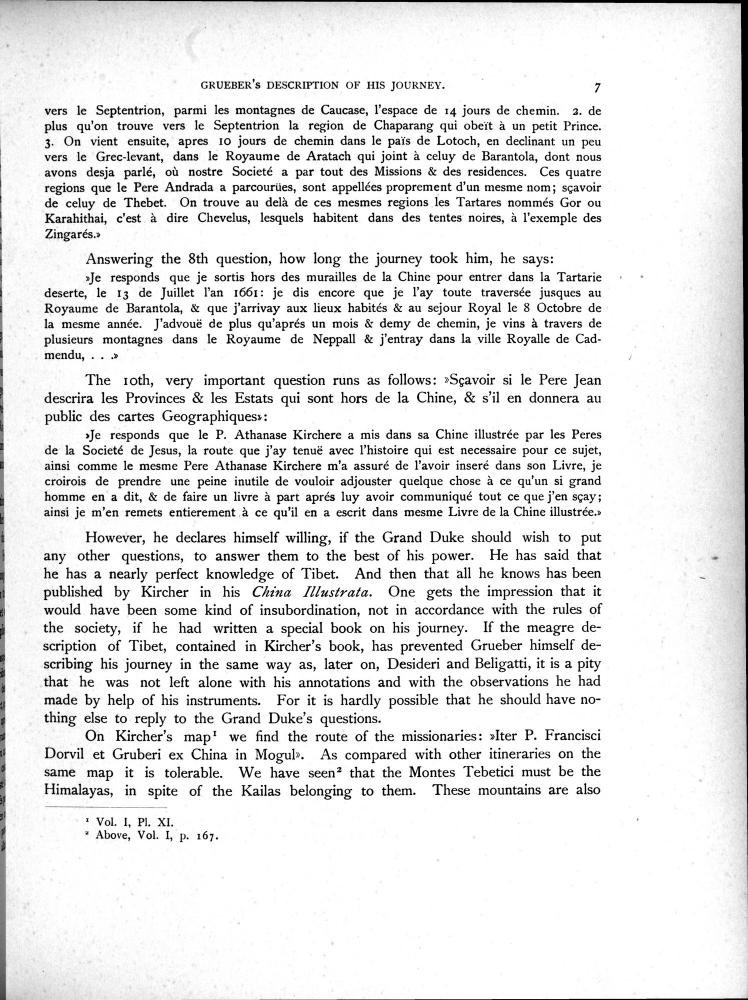 GRUEBER'S DESCRIPTION OF HIS JOURNEY. 7
vers le Septentrion, parmi les montagnes de Caucase, l'espace de 14 jours de chemin. 2. de
plus qu'on trouve vers le Septentrion la region de Chaparang qui obeït à un petit Prince.
3. On vient ensuite, apres 10 jours de chemin dans le païs de Lotoch, en declinant un peu
vers le Grec-levant, dans le Royaume de Aratach qui joint à celuy de Barantola, dont nous
avons desja parlé, où nostre Societé a par tout des Missions & des residences. Ces quatre
regions que le Pere Andrada a parcourües, sont appellées proprement d'un mesme nom; sçavoir
de celuy de Thebet. On trouve au delà de ces mesmes regions les Tartares nommés Gor ou
Karahithai, c'est à dire Chevelus, lesquels habitent dans des tentes noires, à l'exemple des
Zingarés.»
Answering the 8th question, how long the journey took him, he says:
»Je responds que je sortis hors des murailles de la Chine pour entrer dans la Tartarie
deserte, le 13 de Juillet l'an 1661: je dis encore que je l'ay toute traversée jusques au
Royaume de Barantola, & que j'arrivay aux lieux habités & au sejour Royal le 8 Octobre de
la mesme année. J'advouë de plus qu'aprés un mois & demy de chemin, je vins à travers de
plusieurs montagnes dans le Royaume de Neppall & j'entray dans la ville Royalle de Cad-
mendu, . . .»
The 10th, very important question runs as follows: »Sçavoir si le Pere Jean
descrira les Provinces & les Estats qui sont hors de la Chine, & s'il en donnera au
public des cartes Geographiques»:
»Je responds que le P. Athanase Kirchere a mis dans sa Chine illustrée par les Peres
de la Societé de Jesus, la route que j'ay tenuë avec l'histoire qui est necessaire pour ce sujet,
ainsi comme le mesme Pere Athanase Kirchere m'a assuré de l'avoir inseré dans son Livre, je
croirois de prendre une peine inutile de vouloir adjouster quelque chose à ce qu'un si grand
homme en a dit, & de faire un livre à part aprés luy avoir communiqué tout ce que j'en sçay;
ainsi je m'en remets entierement à ce qu'il en a escrit dans mesme Livre de la Chine illustrée.»
However, he declares himself willing, if the Grand Duke should wish to put
any other questions, to answer them to the best of his power. He has said that
he has a nearly perfect knowledge of Tibet. And then that all he knows has been
published by Kircher in his China Illustrata. One gets the impression that it
would have been some kind of insubordination, not in accordance with the rules of
the society, if he had written a special book on his journey. If the meagre de-
scription of Tibet, contained in Kircher's book, has prevented Grueber himself de-
scribing his journey in the same way as, later on, Desideri and Beligatti, it is a pity
that he was not left alone with his annotations and with the observations he had
made by help of his instruments. For it is hardly possible that he should have no-
thing else to reply to the Grand Duke's questions.
On Kircher's map¹ we find the route of the missionaries: »Iter P. Francisci
Dorvil et Gruberi ex China in Mogul». As compared with other itineraries on the
same map it is tolerable. We have seen² that the Montes Tebetici must be the
Himalayas, in spite of the Kailas belonging to them. These mountains are also
¹ Vol. I, Pl. XI.
² Above, Vol. I, p. 167.